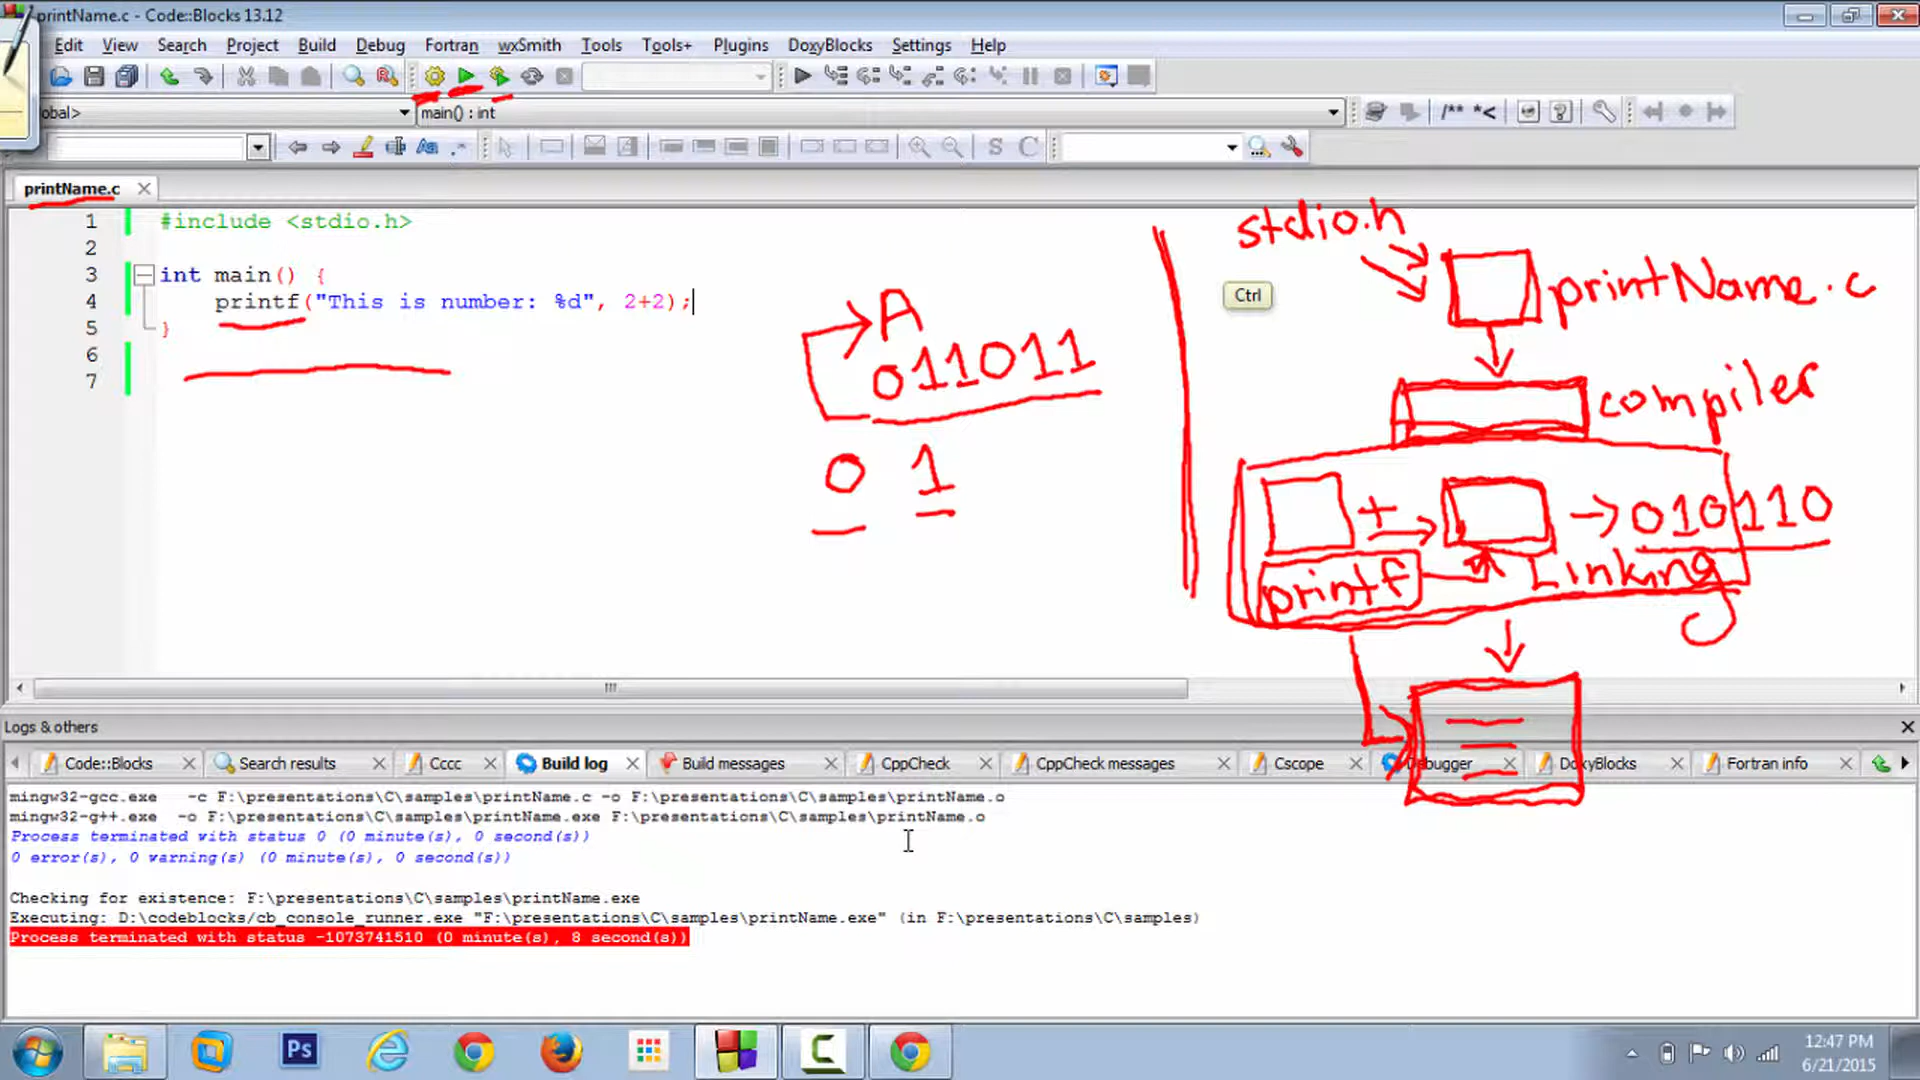 printName.c - Code::Blocks 13.12
Edit View Search Project Build Debug Fortran wxSmith Tools Tools+ Plugins DoxyBlocks Settings Help
obal> main() : int /** *<
S C
printName.c
1 #include <stdio.h>
2
3 int main() {
4 printf("This is number: %d", 2+2);
5 }
6
7
A
011011
0 1
stdio.h
Ctrl
printName.c
compiler
+ 010110
printf Linking
Logs & others
Code::Blocks Search results Cccc Build log Build messages CppCheck CppCheck messages Cscope Debugger DoxyBlocks Fortran info
mingw32-gcc.exe -c F:\presentations\C\samples\printName.c -o F:\presentations\C\samples\printName.o
mingw32-g++.exe -o F:\presentations\C\samples\printName.exe F:\presentations\C\samples\printName.o
Process terminated with status 0 (0 minute(s), 0 second(s))
0 error(s), 0 warning(s) (0 minute(s), 0 second(s))
Checking for existence: F:\presentations\C\samples\printName.exe
Executing: D:\codeblocks/cb_console_runner.exe "F:\presentations\C\samples\printName.exe" (in F:\presentations\C\samples)
Process terminated with status -1073741510 (0 minute(s), 8 second(s))
Ps
12:47 PM
6/21/2015